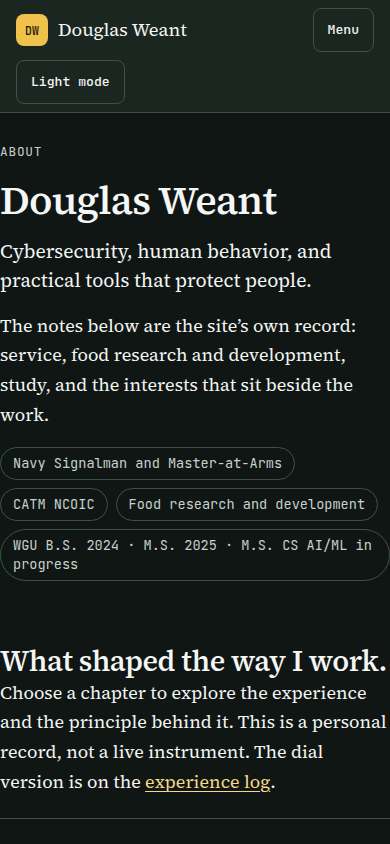 DW
Douglas Weant
Menu
Light mode
ABOUT
Douglas Weant
Cybersecurity, human behavior, and
practical tools that protect people.
The notes below are the site’s own record:
service, food research and development,
study, and the interests that sit beside the
work.
Navy Signalman and Master-at-Arms
CATM NCOIC
Food research and development
WGU B.S. 2024 · M.S. 2025 · M.S. CS AI/ML in
progress
What shaped the way I work.
Choose a chapter to explore the experience
and the principle behind it. This is a personal
record, not a live instrument. The dial
version is on the experience log.